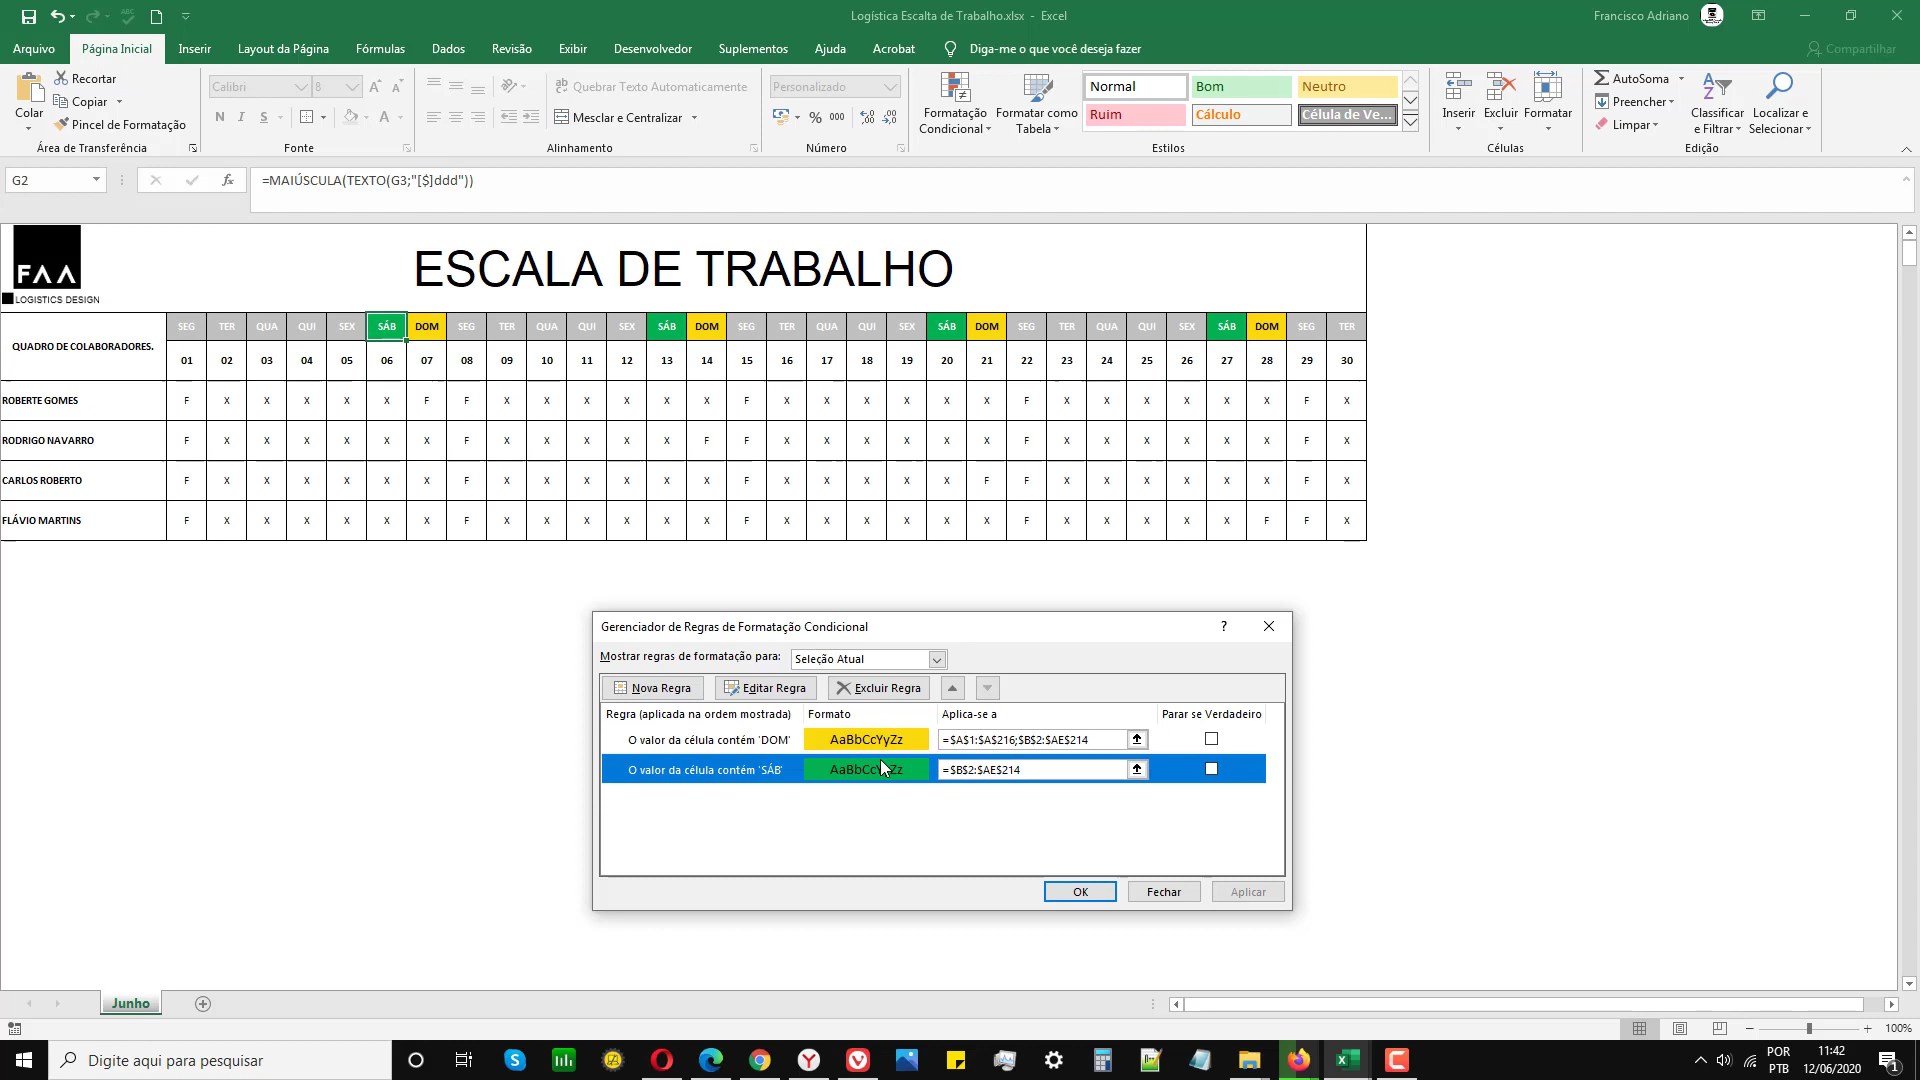 Logística Escalta de Trabalho.xlsx - Excel
Francisco Adriano
Arquivo Página Inicial Inserir Layout da Página Fórmulas Dados Revisão Exibir Desenvolvedor Suplementos Ajuda Acrobat Diga-me o que você deseja fazer Compartilhar
Colar
Recortar
Copiar
Pincel de Formatação
Área de Transferência
Calibri 8
N I S
Fonte
Quebrar Texto Automaticamente
Mesclar e Centralizar
Alinhamento
Personalizado
% 000
Número
Formatação Condicional
Formatar como Tabela
Normal Bom Neutro
Ruim Cálculo Célula de Ve...
Estilos
Inserir Excluir Formatar
Células
AutoSoma
Preencher
Limpar
Classificar e Filtrar
Localizar e Selecionar
Edição
G2 fx =MAIÚSCULA(TEXTO(G3;"[$]ddd"))
FAA
LOGISTICS DESIGN
ESCALA DE TRABALHO
QUADRO DE COLABORADORES.
SEG TER QUA QUI SEX SÁB DOM SEG TER QUA QUI SEX SÁB DOM SEG TER QUA QUI SEX SÁB DOM SEG TER QUA QUI SEX SÁB DOM SEG TER
01 02 03 04 05 06 07 08 09 10 11 12 13 14 15 16 17 18 19 20 21 22 23 24 25 26 27 28 29 30
ROBERTE GOMES F X X X X X F F X X X X X X F X X X X X X F X X X X X X F X
RODRIGO NAVARRO F X X X X X X F X X X X X F F X X X X X X F X X X X X X F X
CARLOS ROBERTO F X X X X X X F X X X X X X F X X X X X F F X X X X X X F X
FLÁVIO MARTINS F X X X X X X F X X X X X X F X X X X X X F X X X X X F F X
Gerenciador de Regras de Formatação Condicional ?
Mostrar regras de formatação para: Seleção Atual
Nova Regra Editar Regra Excluir Regra
Regra (aplicada na ordem mostrada) Formato Aplica-se a Parar se Verdadeiro
O valor da célula contém 'DOM' AaBbCcYyZz =$A$1:$A$216;$B$2:$AE$214
O valor da célula contém 'SÁB' AaBbCcYyZz =$B$2:$AE$214
OK Fechar Aplicar
Junho
100%
Digite aqui para pesquisar
POR
PTB
11:42
12/06/2020
1